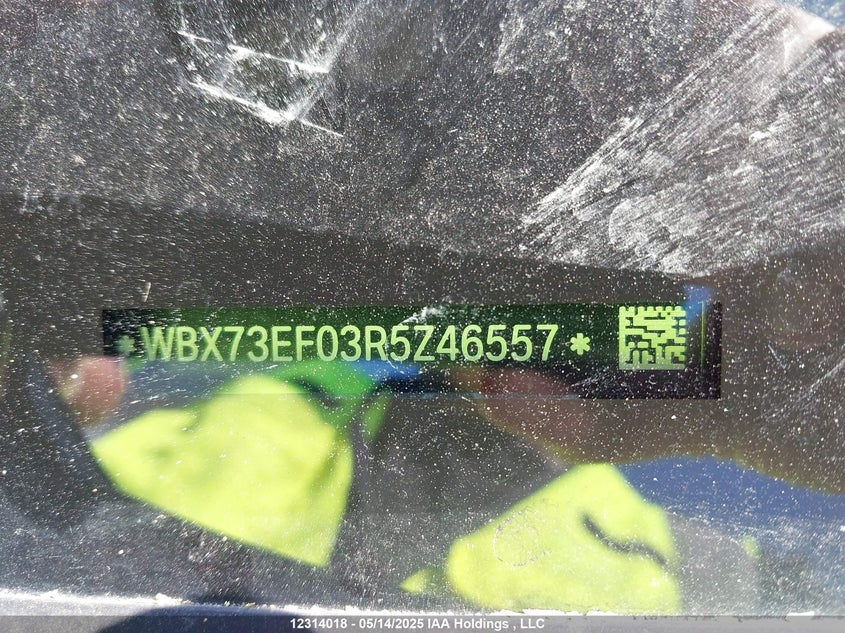 *WBX73EF03R5Z46557*
12314018 - 05/14/2025 IAA Holdings , LLC